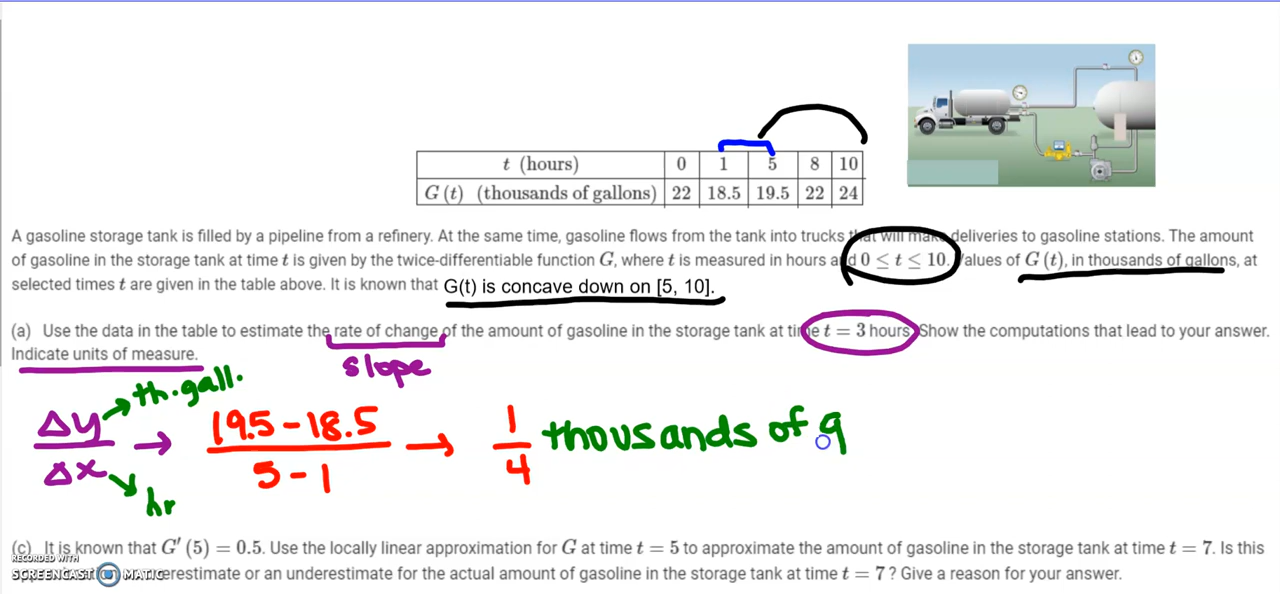 t (hours) 0 1 5 8 10
G (t) (thousands of gallons) 22 18.5 19.5 22 24
A gasoline storage tank is filled by a pipeline from a refinery. At the same time, gasoline flows from the tank into trucks that will make deliveries to gasoline stations. The amount
of gasoline in the storage tank at time t is given by the twice-differentiable function G, where t is measured in hours and 0 ≤ t ≤ 10. Values of G (t), in thousands of gallons, at
selected times t are given in the table above. It is known that G(t) is concave down on [5, 10].
(a) Use the data in the table to estimate the rate of change of the amount of gasoline in the storage tank at time t = 3 hours. Show the computations that lead to your answer.
Indicate units of measure.
slope
th. gall.
Δy/Δx → 19.5 - 18.5/5 - 1 → 1/4 thousands of g
hr
(c) It is known that G′ (5) = 0.5. Use the locally linear approximation for G at time t = 5 to approximate the amount of gasoline in the storage tank at time t = 7. Is this
erestimate or an underestimate for the actual amount of gasoline in the storage tank at time t = 7? Give a reason for your answer.
RECORDED WITH
SCREENCAST MATIC